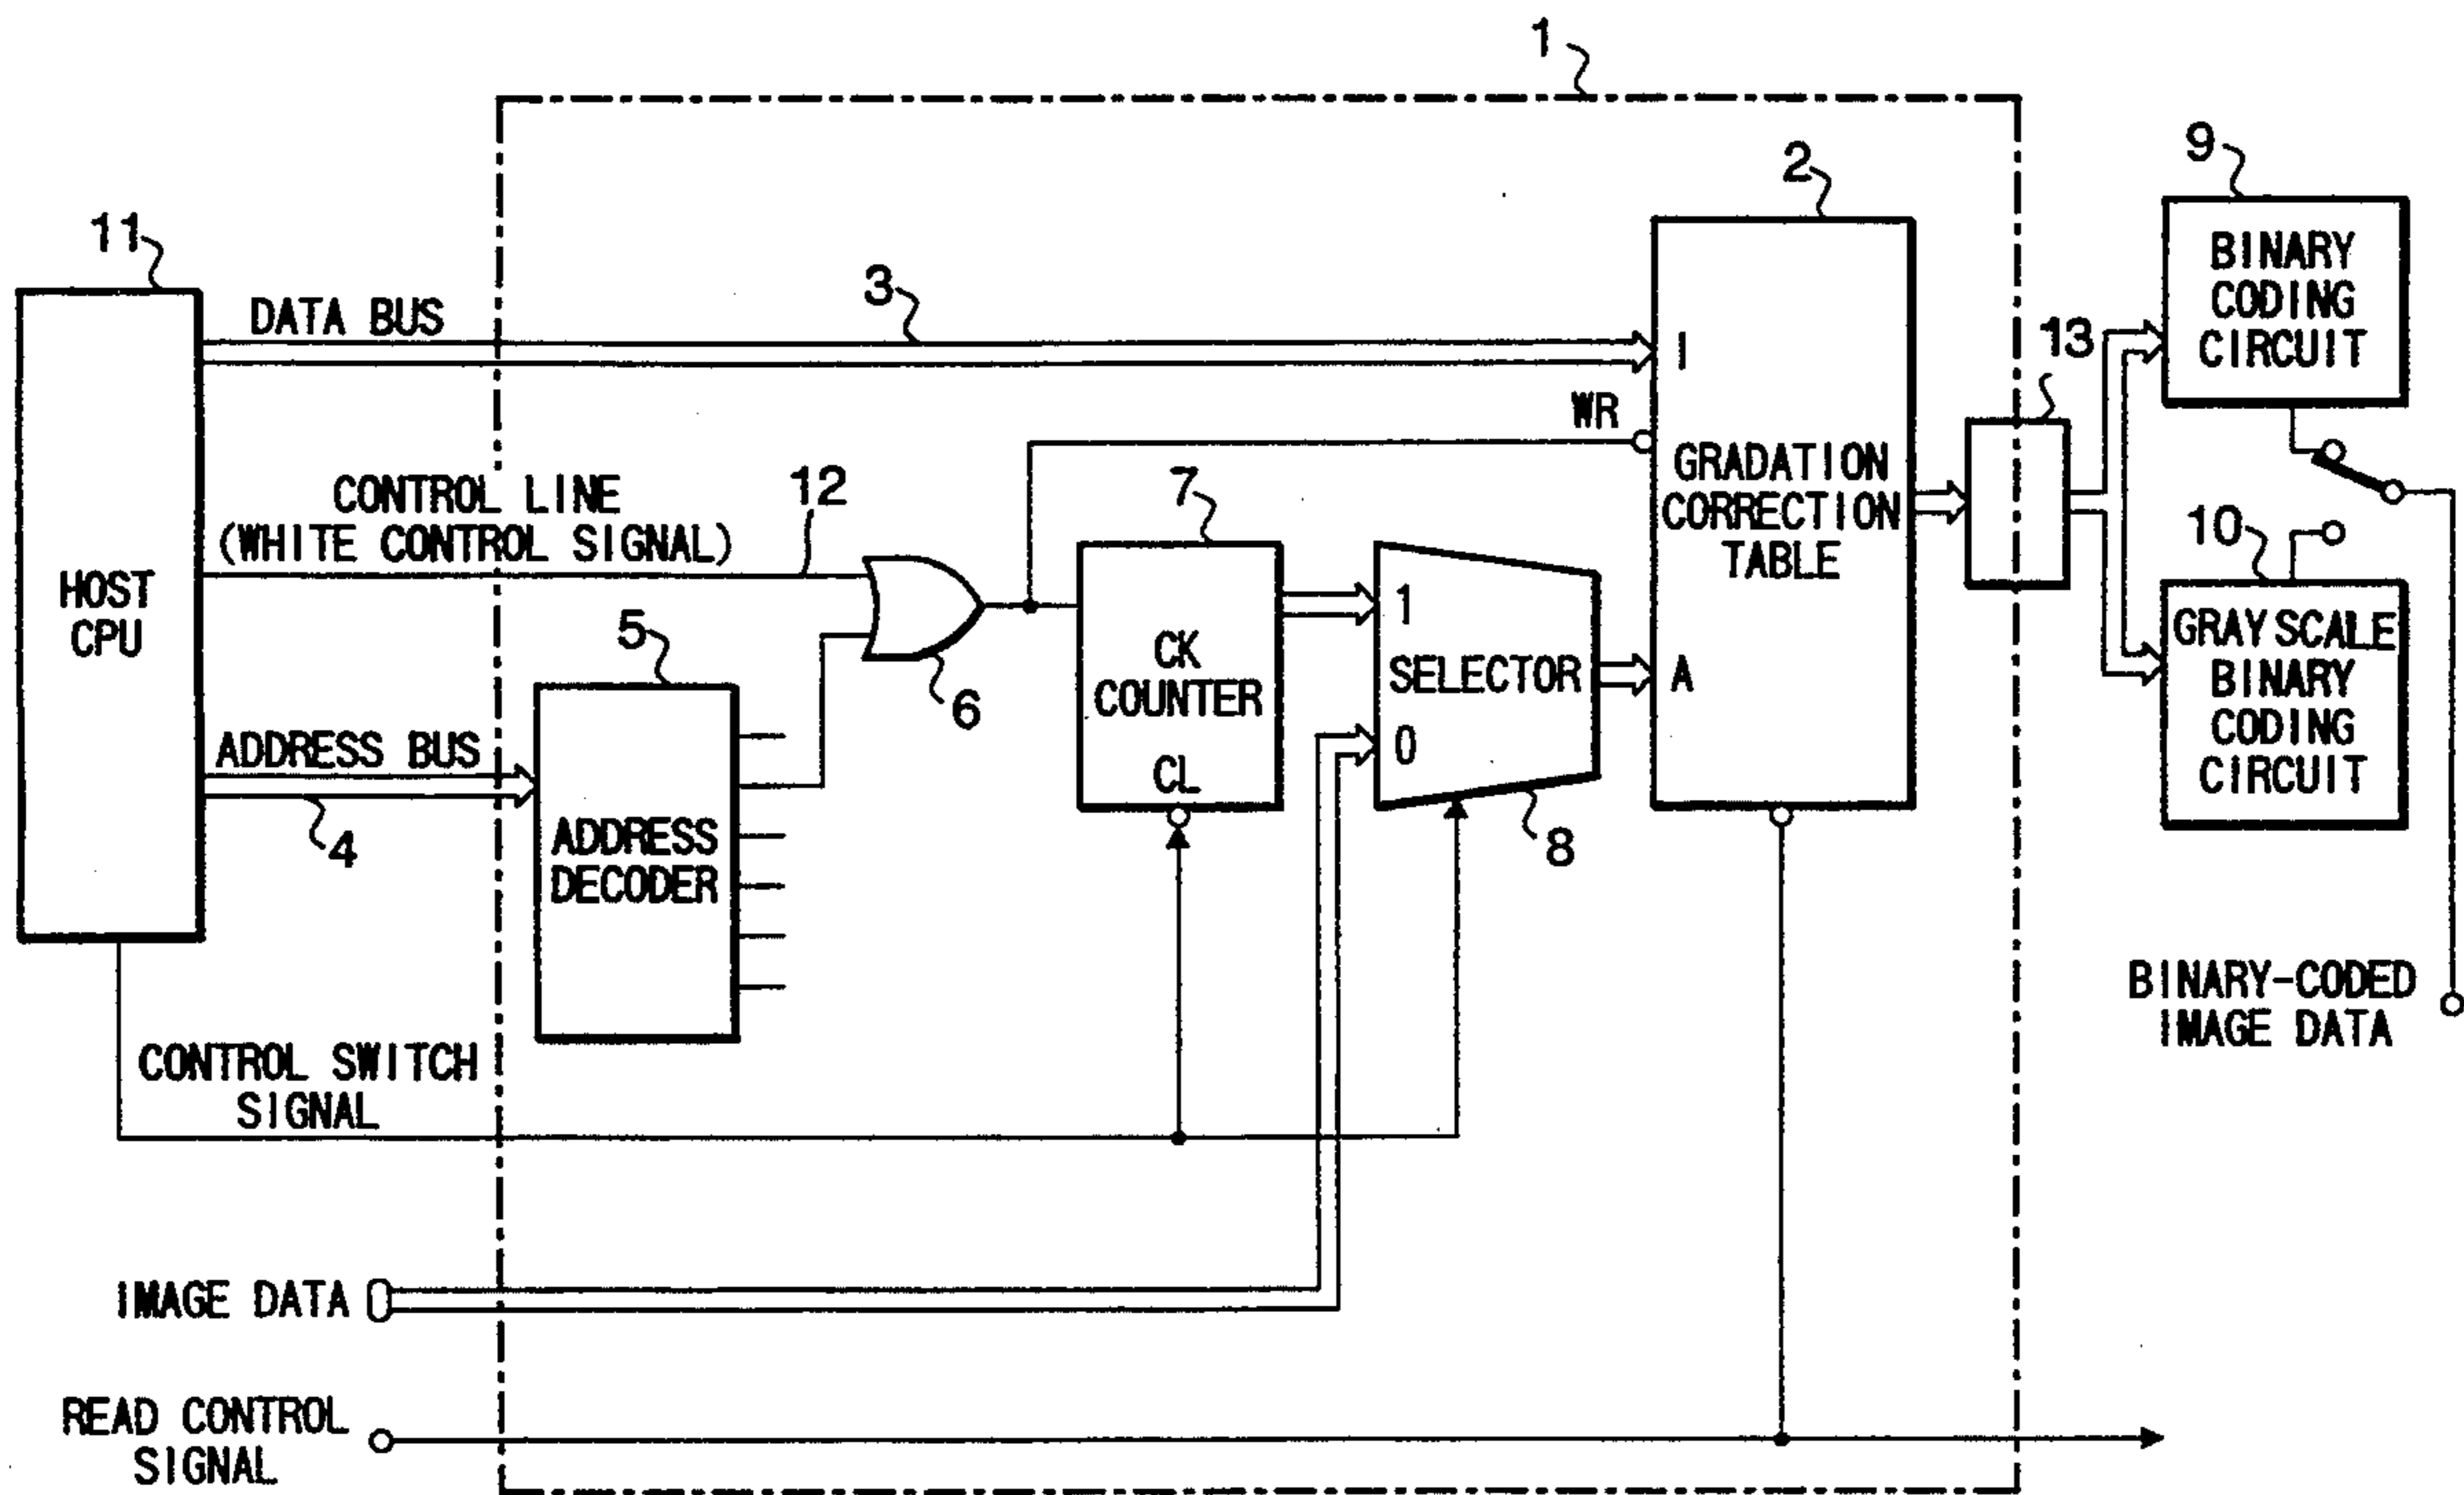 1
2
9
11
DATA BUS
3
I
WR
13
BINARY
CODING
CIRCUIT
CONTROL LINE
(WHITE CONTROL SIGNAL)
12
7
GRADATION
CORRECTION
TABLE
10
HOST
CPU
5
6
CK
COUNTER
CL
1
SELECTOR
0
A
GRAY SCALE
BINARY
CODING
CIRCUIT
ADDRESS BUS
4
ADDRESS
DECODER
8
BINARY-CODED
IMAGE DATA
CONTROL SWITCH
SIGNAL
IMAGE DATA
READ CONTROL
SIGNAL